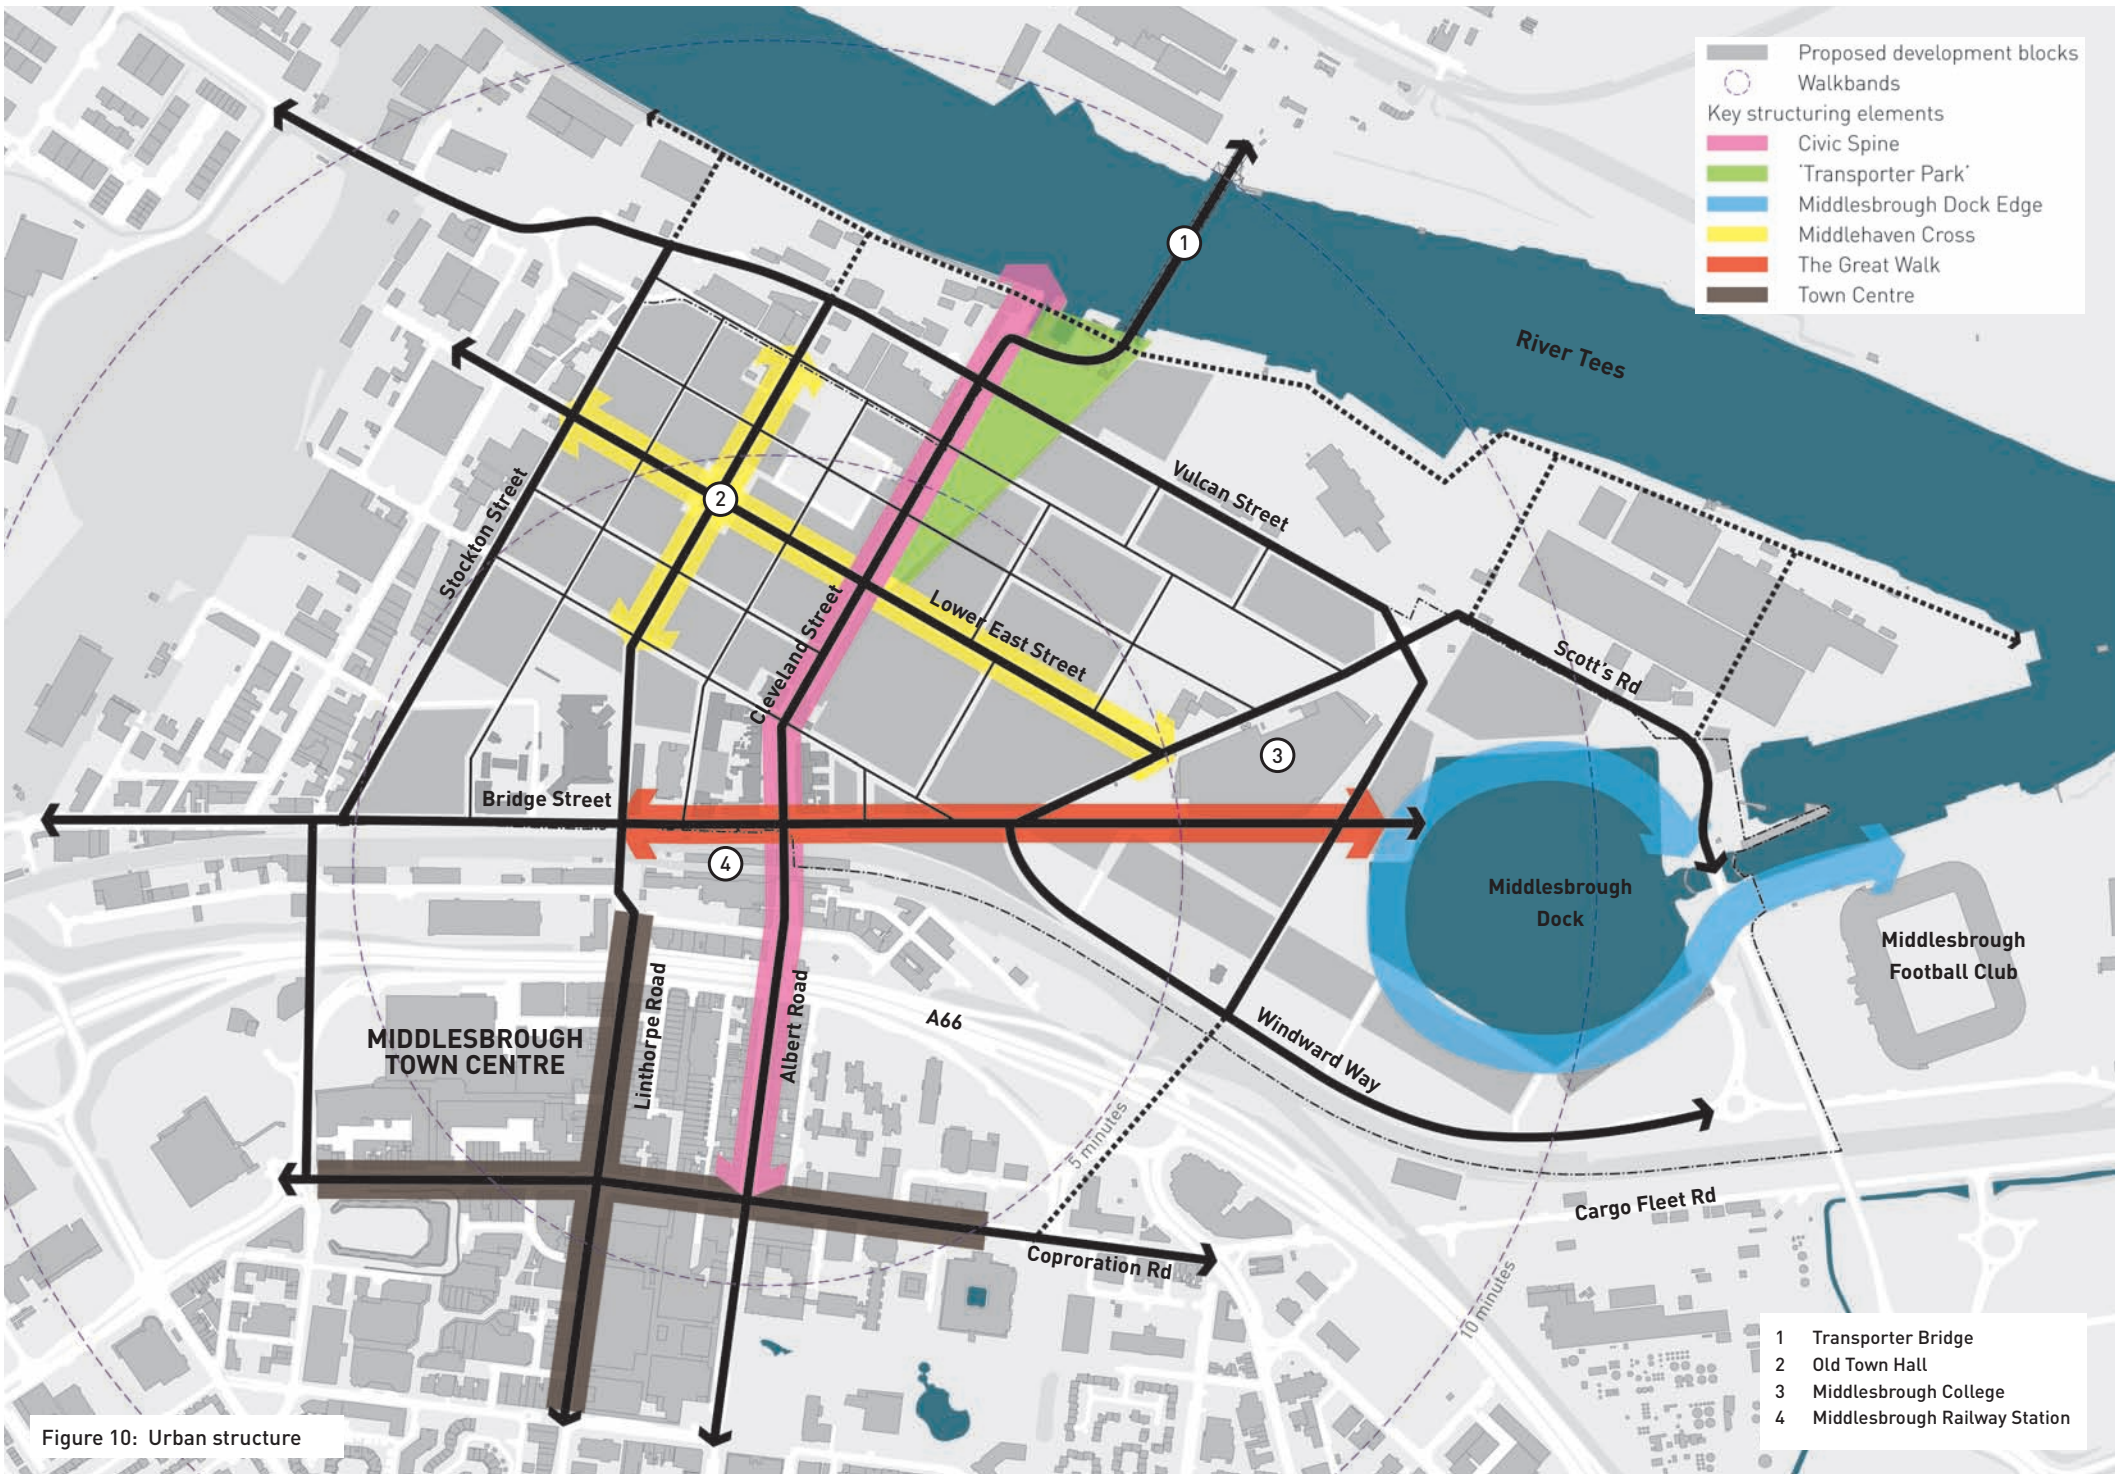 Proposed development blocks
Walkbands
Key structuring elements
Civic Spine
'Transporter Park'
Middlesbrough Dock Edge
Middlehaven Cross
The Great Walk
Town Centre
1
River Tees
Stockton Street
2
Vulcan Street
Cleveland Street
Lower East Street
Scott's Rd
3
Bridge Street
4
Middlesbrough
Dock
Middlesbrough
Football Club
MIDDLESBROUGH
TOWN CENTRE
Linthorpe Road
Albert Road
A66
Windward Way
5 minutes
Cargo Fleet Rd
Coproration Rd
10 minutes
1 Transporter Bridge
2 Old Town Hall
3 Middlesbrough College
4 Middlesbrough Railway Station
Figure 10: Urban structure